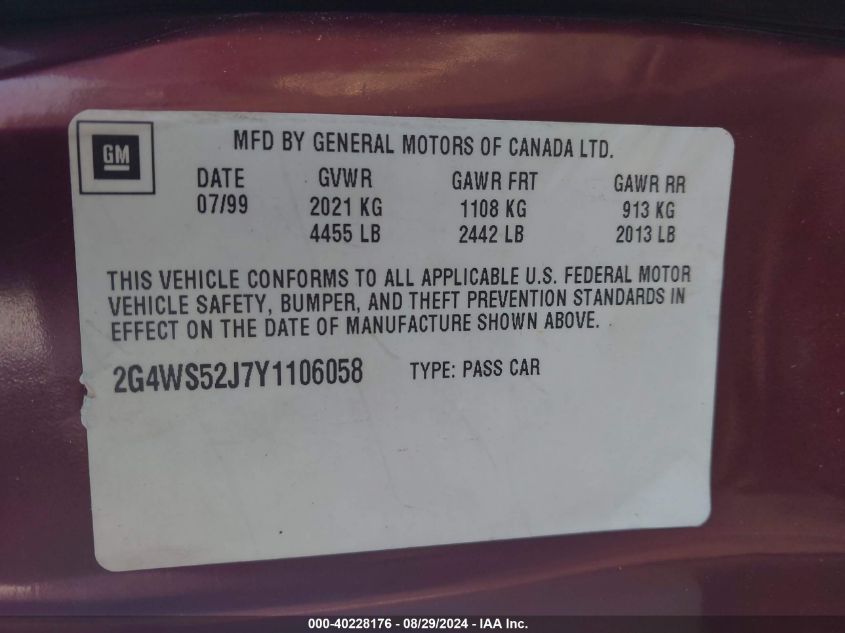 MFD BY GENERAL MOTORS OF CANADA LTD.
GM
DATE GVWR GAWR FRT GAWR RR
07/99 2021 KG 1108 KG 913 KG
4455 LB 2442 LB 2013 LB
THIS VEHICLE CONFORMS TO ALL APPLICABLE U.S. FEDERAL MOTOR
VEHICLE SAFETY, BUMPER, AND THEFT PREVENTION STANDARDS IN
EFFECT ON THE DATE OF MANUFACTURE SHOWN ABOVE.
2G4WS52J7Y1106058 TYPE: PASS CAR
000-40228176 - 08/29/2024 - IAA Inc.